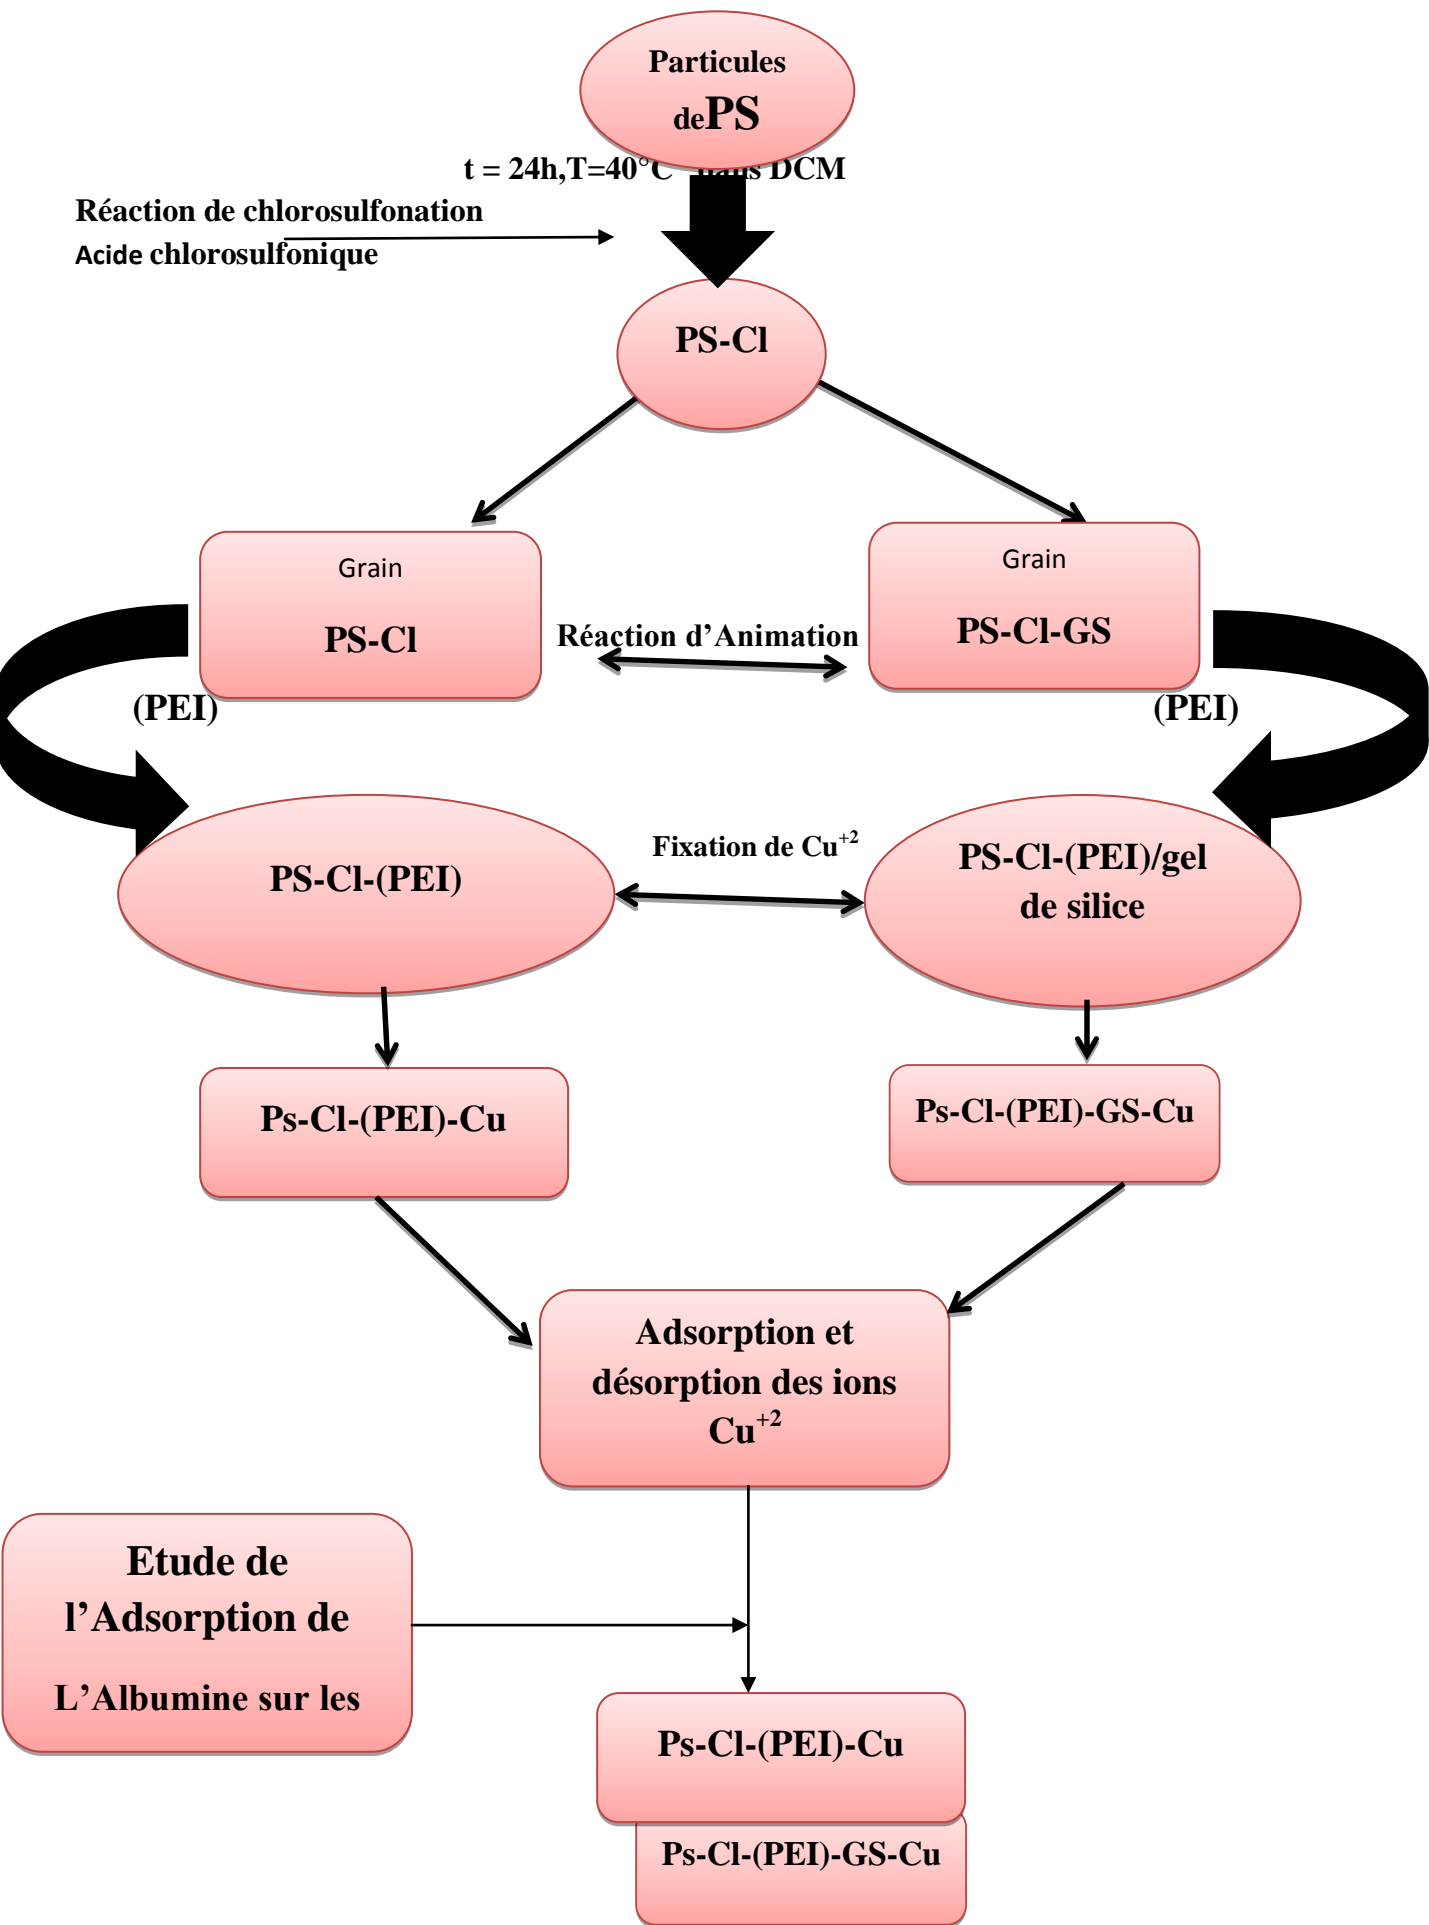 Particules
dePS
t = 24h,T=40°C dans DCM
Réaction de chlorosulfonation
Acide chlorosulfonique
PS-Cl
Grain
PS-Cl
Grain
PS-Cl-GS
Réaction d’Animation
(PEI)
(PEI)
PS-Cl-(PEI)
Fixation de Cu⁺²
PS-Cl-(PEI)/gel
de silice
Ps-Cl-(PEI)-Cu
Ps-Cl-(PEI)-GS-Cu
Adsorption et
désorption des ions
Cu⁺²
Etude de
l’Adsorption de
L’Albumine sur les
Ps-Cl-(PEI)-Cu
Ps-Cl-(PEI)-GS-Cu